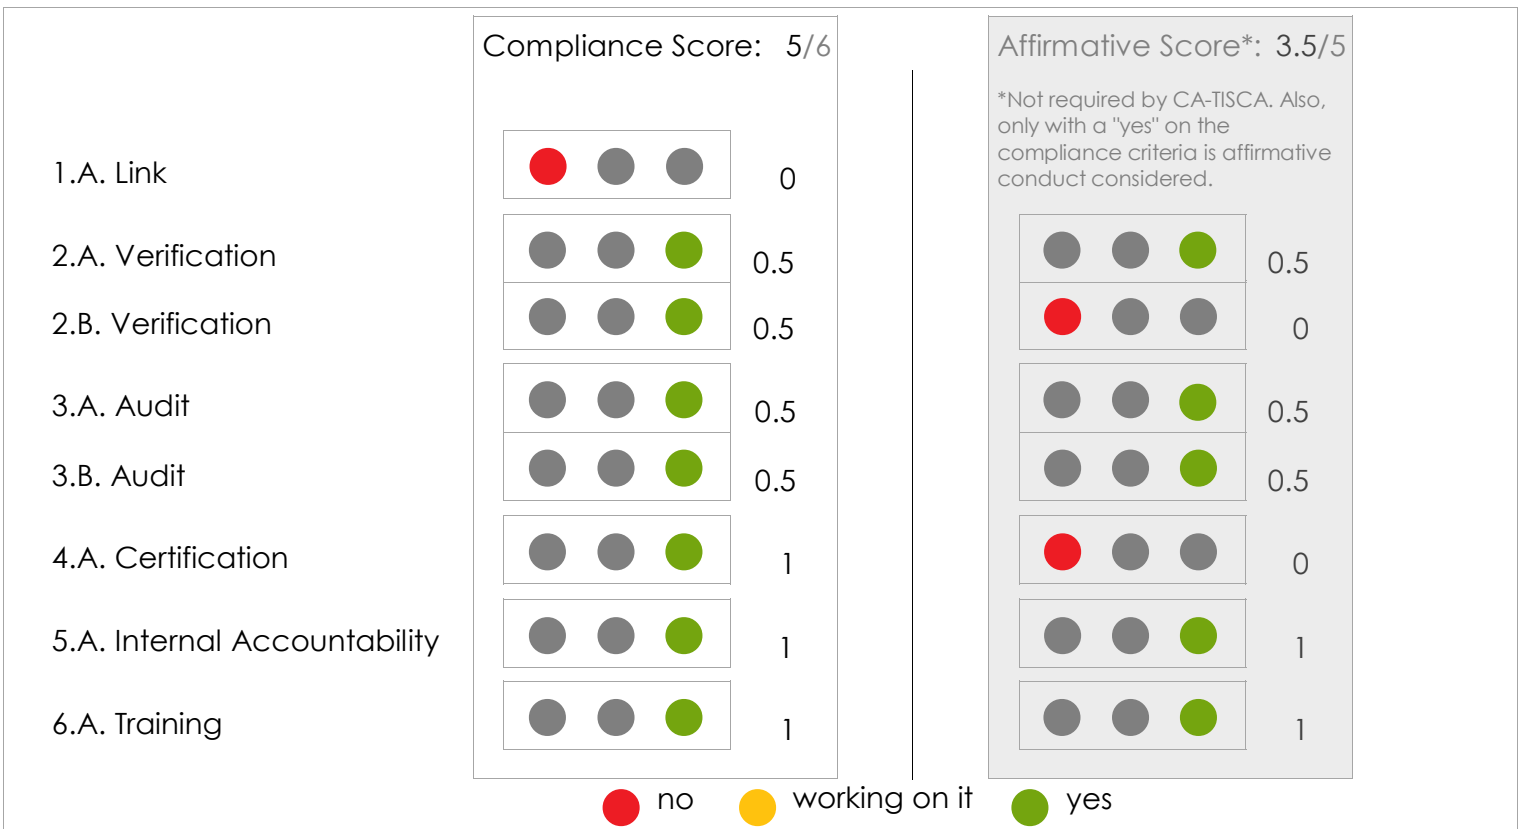 Compliance Score: 5/6
Affirmative Score*: 3.5/5
*Not required by CA-TISCA. Also,
only with a "yes" on the
compliance criteria is affirmative
conduct considered.
1.A. Link 0
2.A. Verification 0.5 0.5
2.B. Verification 0.5 0
3.A. Audit 0.5 0.5
3.B. Audit 0.5 0.5
4.A. Certification 1 0
5.A. Internal Accountability 1 1
6.A. Training 1 1
no working on it yes